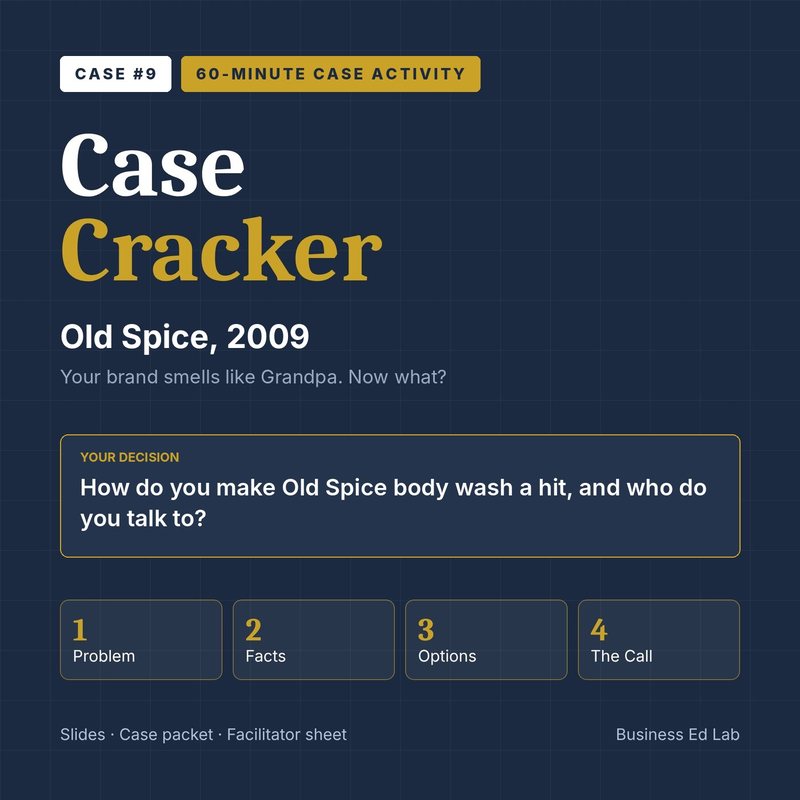 CASE #9
60-MINUTE CASE ACTIVITY
Case
Cracker
Old Spice, 2009
Your brand smells like Grandpa. Now what?
YOUR DECISION
How do you make Old Spice body wash a hit, and who do
you talk to?
1
Problem
2
Facts
3
Options
4
The Call
Slides · Case packet · Facilitator sheet
Business Ed Lab